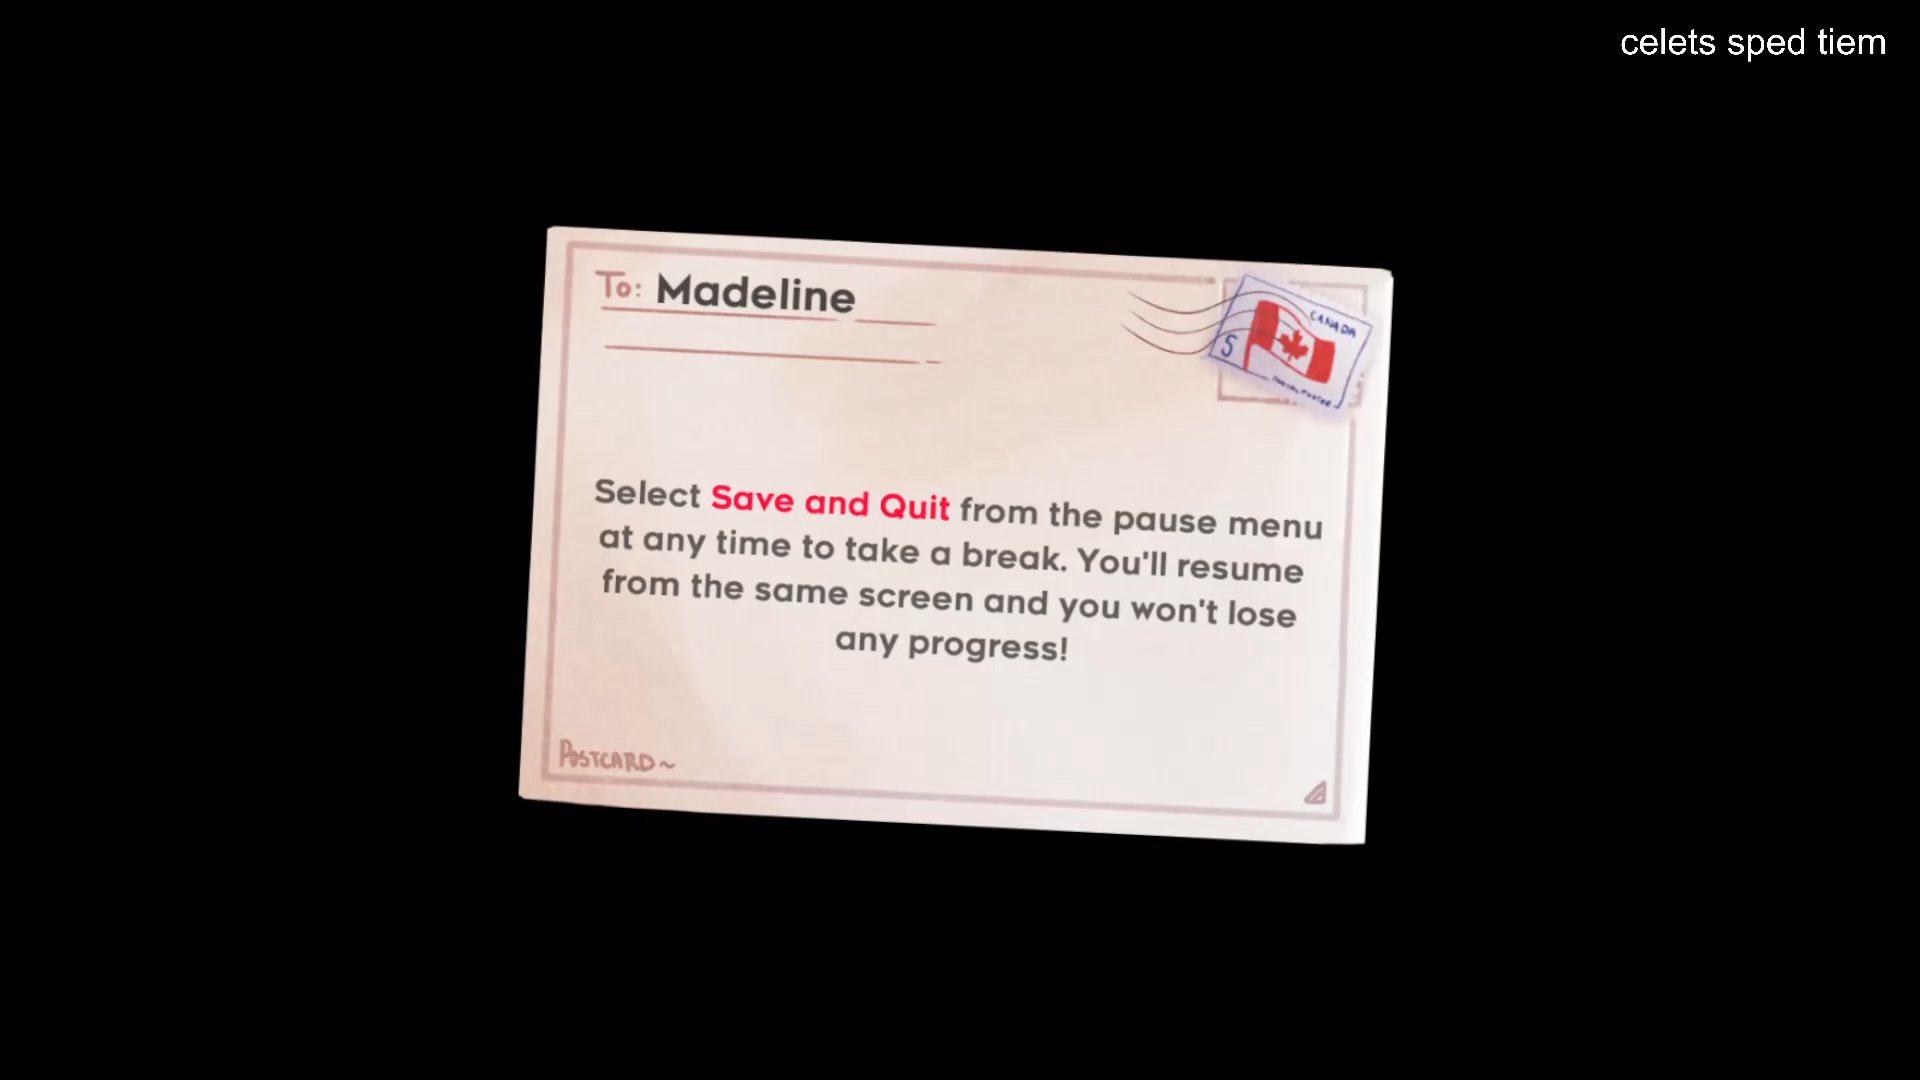 celets sped tiem
To: Madeline
CANADA
5
Select Save and Quit from the pause menu
at any time to take a break. You'll resume
from the same screen and you won't lose
any progress!
POSTCARD~